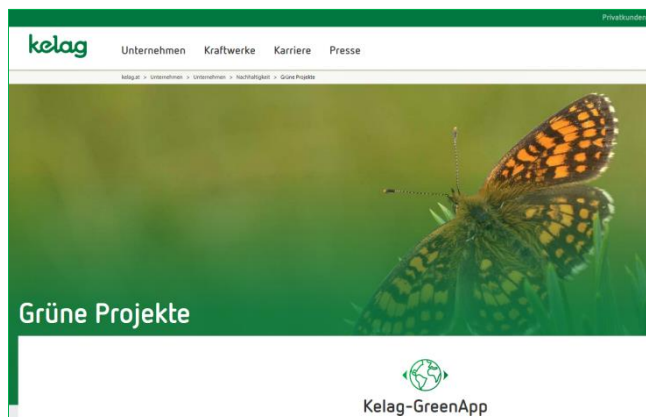 Privatkunden
kelag
Unternehmen Kraftwerke Karriere Presse
kelag.at > Unternehmen > Unternehmen > Nachhaltigkeit > Grüne Projekte
Grüne Projekte
Kelag-GreenApp